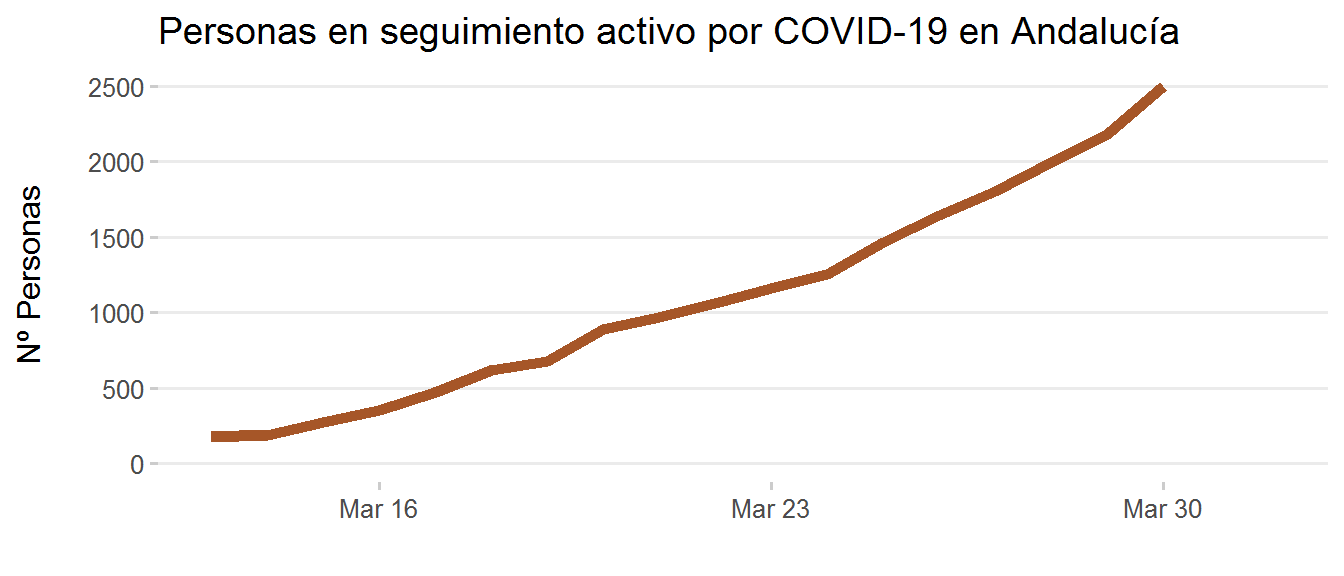 Personas en seguimiento activo por COVID-19 en Andalucía
2500
2000
1500
1000
500
0
Nº Personas
Mar 16
Mar 23
Mar 30